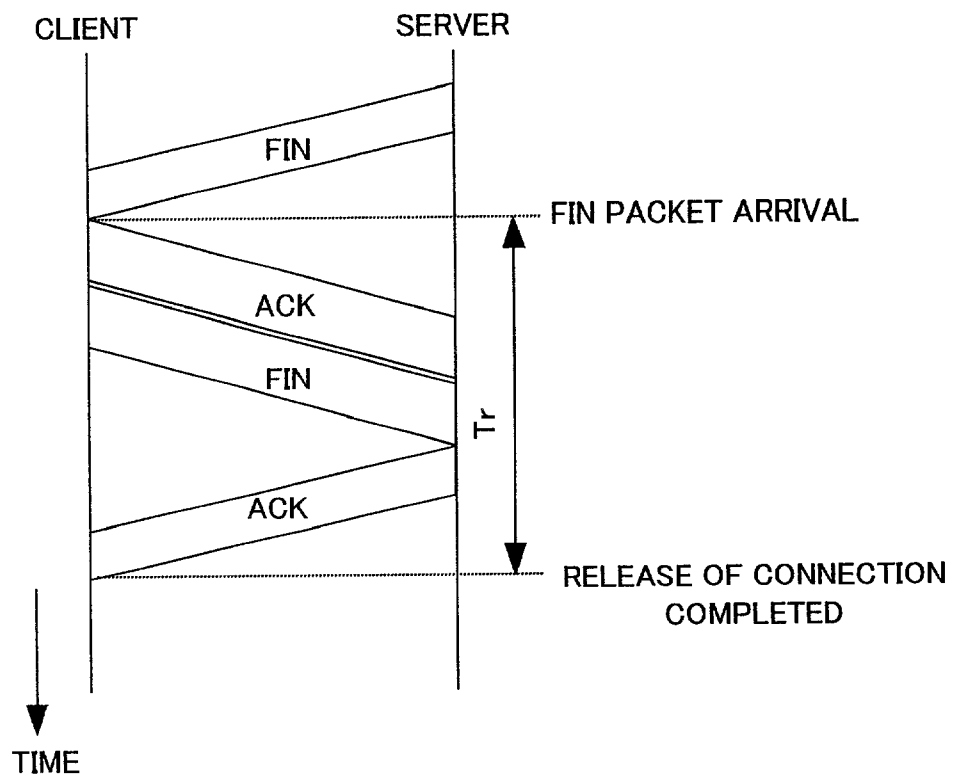 CLIENT
SERVER
FIN
FIN PACKET ARRIVAL
ACK
FIN
Tr
ACK
RELEASE OF CONNECTION
COMPLETED
TIME